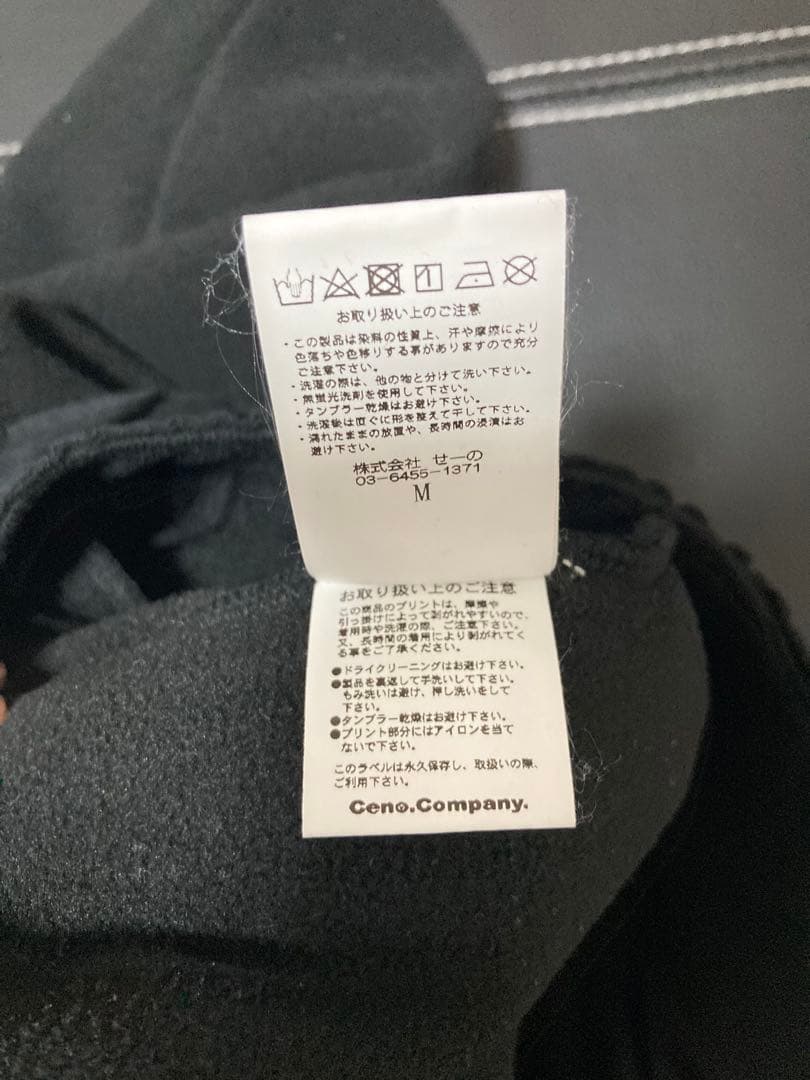 お取り扱い上のご注意
・この製品は染料の性質上、汗や摩擦により
色落ちや色移りする事がありますので充分
ご注意下さい。
・洗濯の際は、他の物と分けて洗い下さい。
・無蛍光洗剤を使用して下さい。
・タンブラー乾燥はお避け下さい。
・洗濯後は直ぐに形を整えて干して下さい。
・濡れたままの放置や、長時間の浸漬はお
避け下さい。
株式会社 せーの
03-6455-1371
M
お取り扱い上のご注意
この商品のプリントは、摩擦や
引っ掛けによって剥がれやすいので、
着用時や洗濯の際、ご注意下さい。
又、長時間の着用により剥がれてく
る事をご了承ください。
●ドライクリーニングはお避け下さい。
●製品を裏返して手洗いして下さい。
もみ洗いは避け、押し洗いをして
下さい。
●タンブラー乾燥はお避け下さい。
●プリント部分にはアイロンを当て
ないで下さい。
このラベルは永久保存し、取扱いの際、
ご利用下さい。
Ceno.Company.